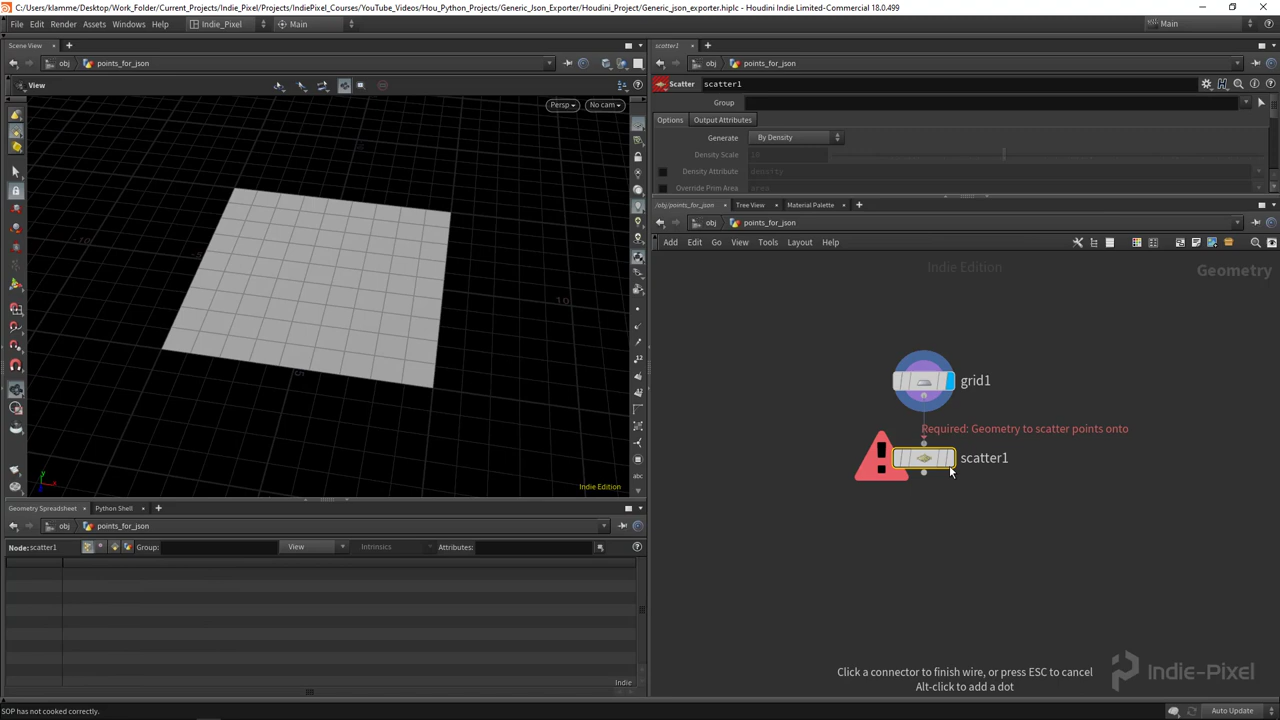 C:/Users/klamme/Desktop/Work_Folder/Current_Projects/Indie_Pixel/Projects/IndiePixel_Courses/YouTube_Videos/Hou_Python_Projects/Generic_Json_Exporter/Houdini_Project/Generic_json_exporter.hiplc - Houdini Indie Limited-Commercial 18.0.499
File Edit Render Assets Windows Help Indie_Pixel Main Main
Scene View
scatter1
obj points_for_json
obj points_for_json
View
Scatter scatter1
Group
Persp No cam
Options Output Attributes
Generate By Density
Density Scale 10
Density Attribute density
Override Prim Area area
/obj/points_for_json Tree View Material Palette
obj points_for_json
Add Edit Go View Tools Layout Help
Indie Edition
Geometry
10
grid1
Required: Geometry to scatter points onto
scatter1
Indie Edition
Geometry Spreadsheet Python Shell
obj points_for_json
Node: scatter1 Group: View Intrinsics Attributes:
Indie
Click a connector to finish wire, or press ESC to cancel
Alt-click to add a dot
Indie-Pixel
SOP has not cooked correctly.
Auto Update